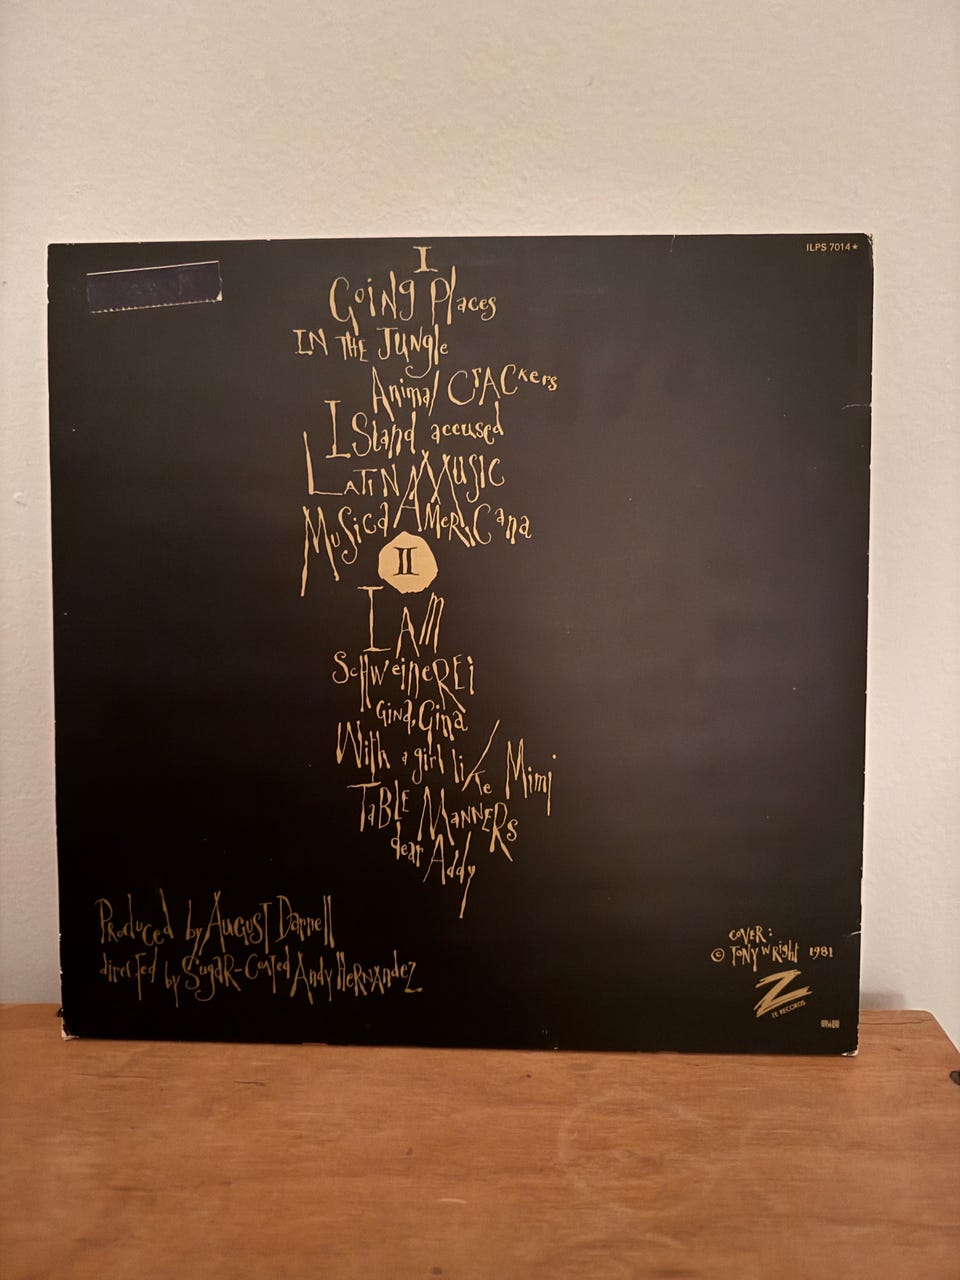 ILPS 7014★
I
Going Places
IN THE JUNGLE
Animal CrACKers
I Stand accused
LATIN MUSIC
Musica AMERICana
II
I AM
ScHWeineREi
Gina, Gina
With a girl like Mimi
TaBLE MANNERS
dear Addy
Produced by AUGUST Darnell
directed by SugaR-Coated Andy HeRNANdeZ
COVER:
© TONY WRight 1981
Z
ZE RECORDS